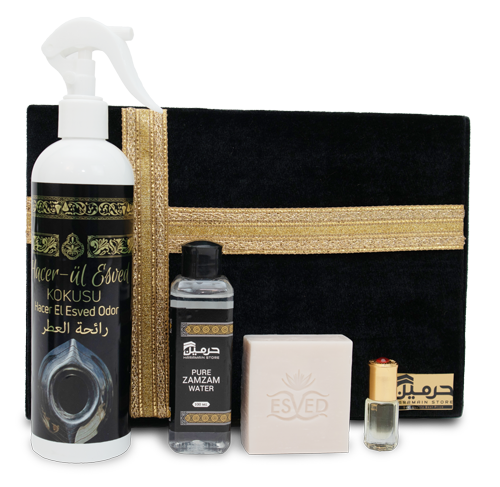 Hacer-ül Esved
KOKUSU
Hacer El Esved Odor
رائحة العطر
حرمين
HARAMAIN STORE
PURE
ZAMZAM
WATER
ESVED
حرمين
HARAMAIN STORE